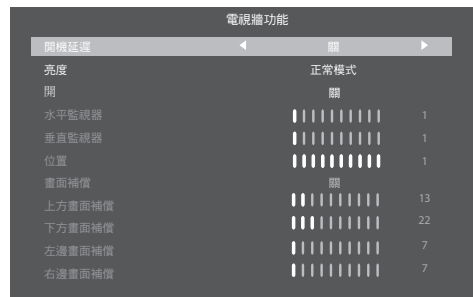 電視牆功能
開機延遲 關
亮度 正常模式
開 關
水平監視器 1
垂直監視器 1
位置 1
畫面補償 關
上方畫面補償 13
下方畫面補償 22
左邊畫面補償 7
右邊畫面補償 7